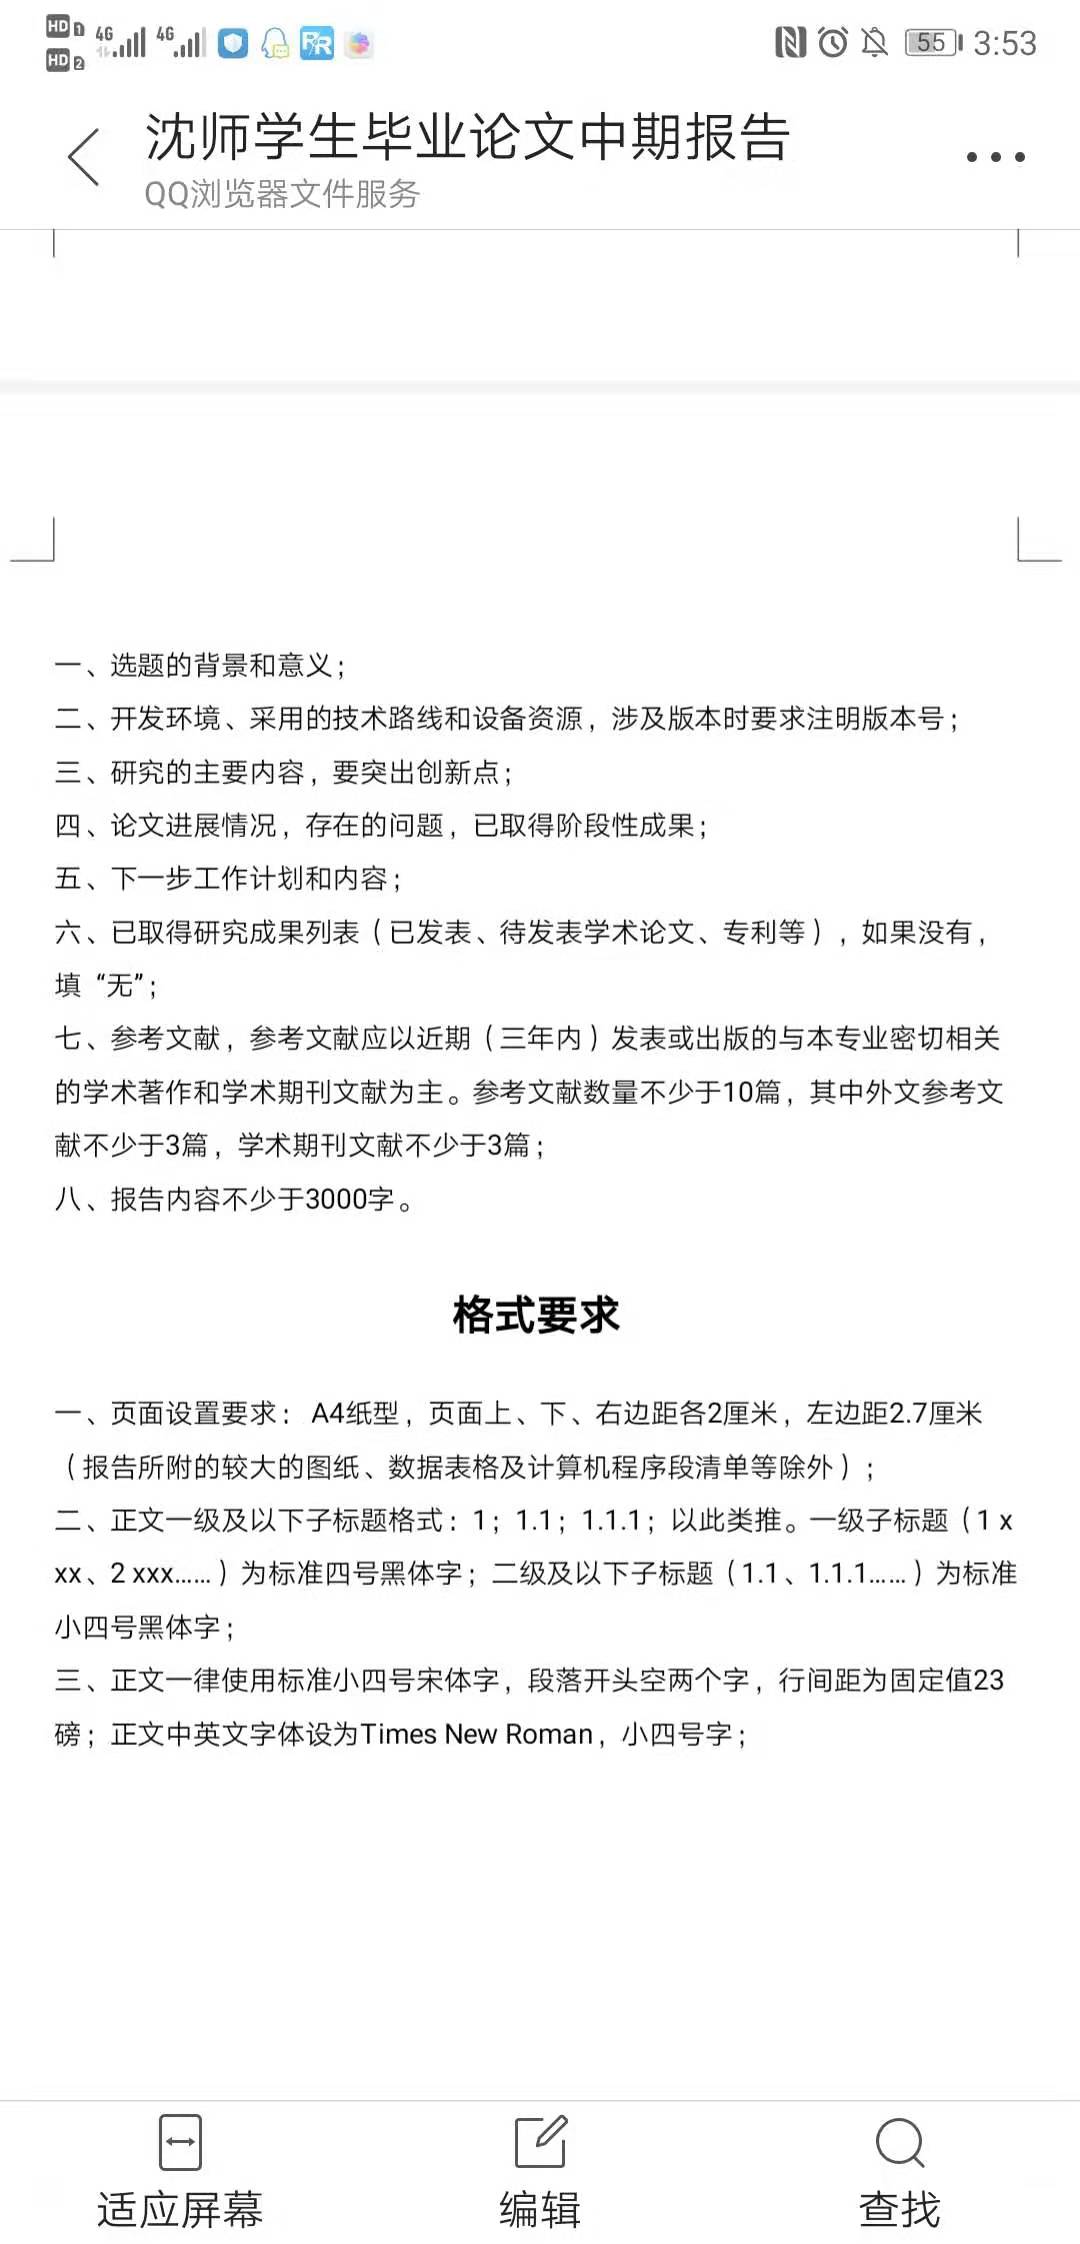 HD 1 4G 4G 55 3:53
HD 2
沈师学生毕业论文中期报告
QQ浏览器文件服务
一、选题的背景和意义；
二、开发环境、采用的技术路线和设备资源，涉及版本时要求注明版本号；
三、研究的主要内容，要突出创新点；
四、论文进展情况，存在的问题，已取得阶段性成果；
五、下一步工作计划和内容；
六、已取得研究成果列表（已发表、待发表学术论文、专利等），如果没有，
填“无”；
七、参考文献，参考文献应以近期（三年内）发表或出版的与本专业密切相关
的学术著作和学术期刊文献为主。参考文献数量不少于10篇，其中外文参考文
献不少于3篇，学术期刊文献不少于3篇；
八、报告内容不少于3000字。
格式要求
一、页面设置要求：A4纸型，页面上、下、右边距各2厘米，左边距2.7厘米
（报告所附的较大的图纸、数据表格及计算机程序段清单等除外）；
二、正文一级及以下子标题格式：1；1.1；1.1.1；以此类推。一级子标题（1 x
xx、2 xxx……）为标准四号黑体字；二级及以下子标题（1.1、1.1.1……）为标准
小四号黑体字；
三、正文一律使用标准小四号宋体字，段落开头空两个字，行间距为固定值23
磅；正文中英文字体设为Times New Roman，小四号字；
适应屏幕 编辑 查找